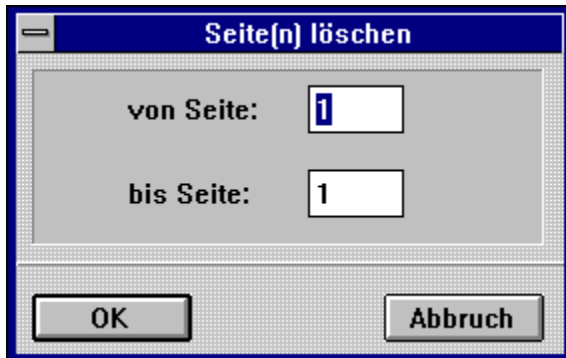 Seite(n) löschen
von Seite: 1
bis Seite: 1
OK Abbruch